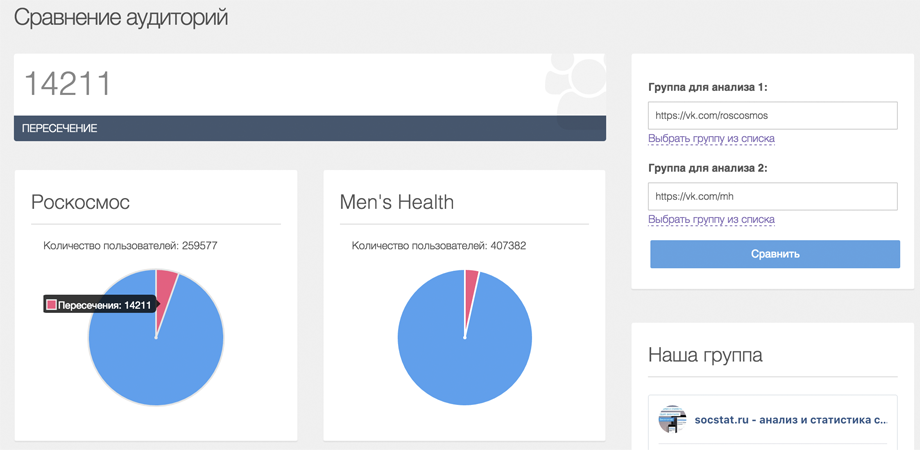 Сравнение аудиторий
14211
ПЕРЕСЕЧЕНИЕ
Роскосмос
Количество пользователей: 259577
Пересечения: 14211
Men's Health
Количество пользователей: 407382
Группа для анализа 1:
https://vk.com/roscosmos
Выбрать группу из списка
Группа для анализа 2:
https://vk.com/mh
Выбрать группу из списка
Сравнить
Наша группа
socstat.ru - анализ и статистика с...